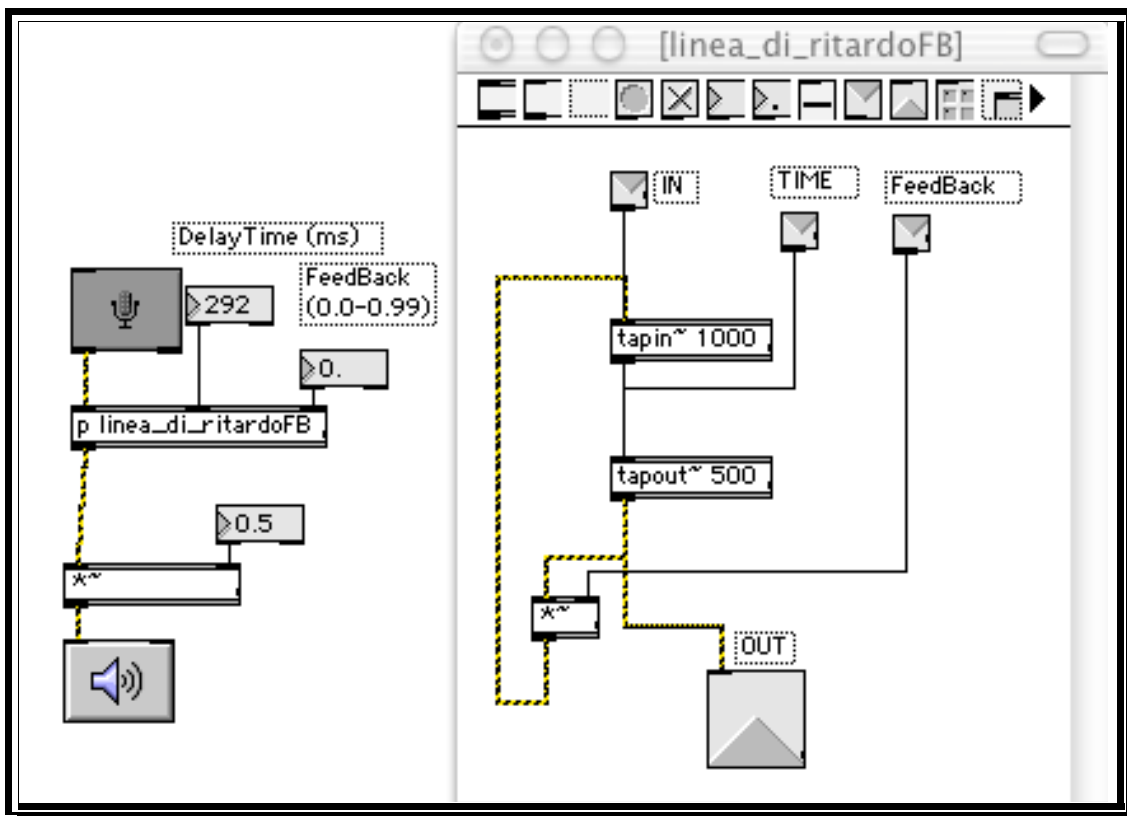 [linea_di_ritardoFB]
DelayTime (ms)
FeedBack
(0.0-0.99)
292
0.
p linea_di_ritardoFB
0.5
*~
IN
TIME
FeedBack
tapin~ 1000
tapout~ 500
*~
OUT